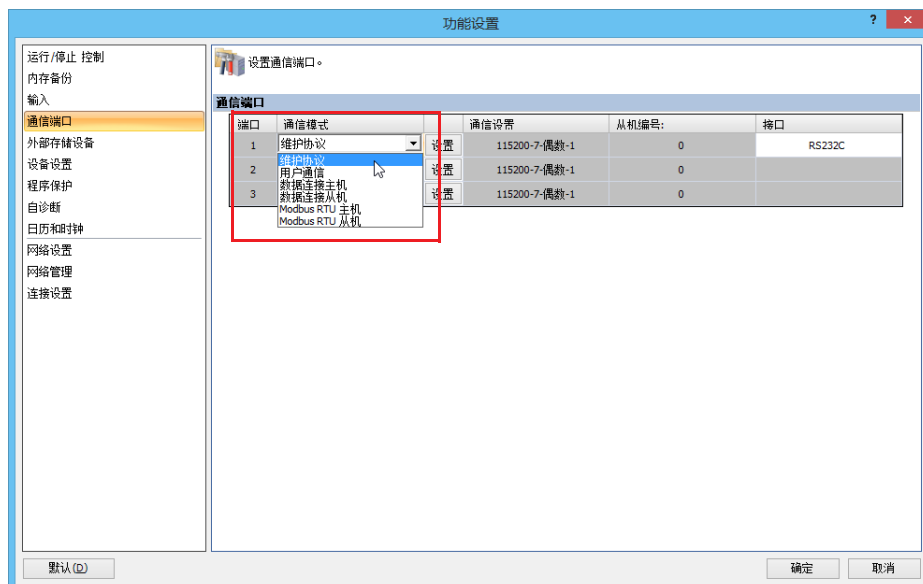 功能设置
?
运行/停止 控制
内存备份
输入
通信端口
外部存储设备
设备设置
程序保护
自诊断
日历和时钟
网络设置
网络管理
连接设置
设置通信端口。
通信端口
端口 通信模式 通信设置 从机编号: 接口
1 维护协议 设置 115200-7-偶数-1 0 RS232C
2 设置 115200-7-偶数-1 0
3 设置 115200-7-偶数-1 0
维护协议
用户通信
数据连接主机
数据连接从机
Modbus RTU 主机
Modbus RTU 从机
默认(D)
确定
取消